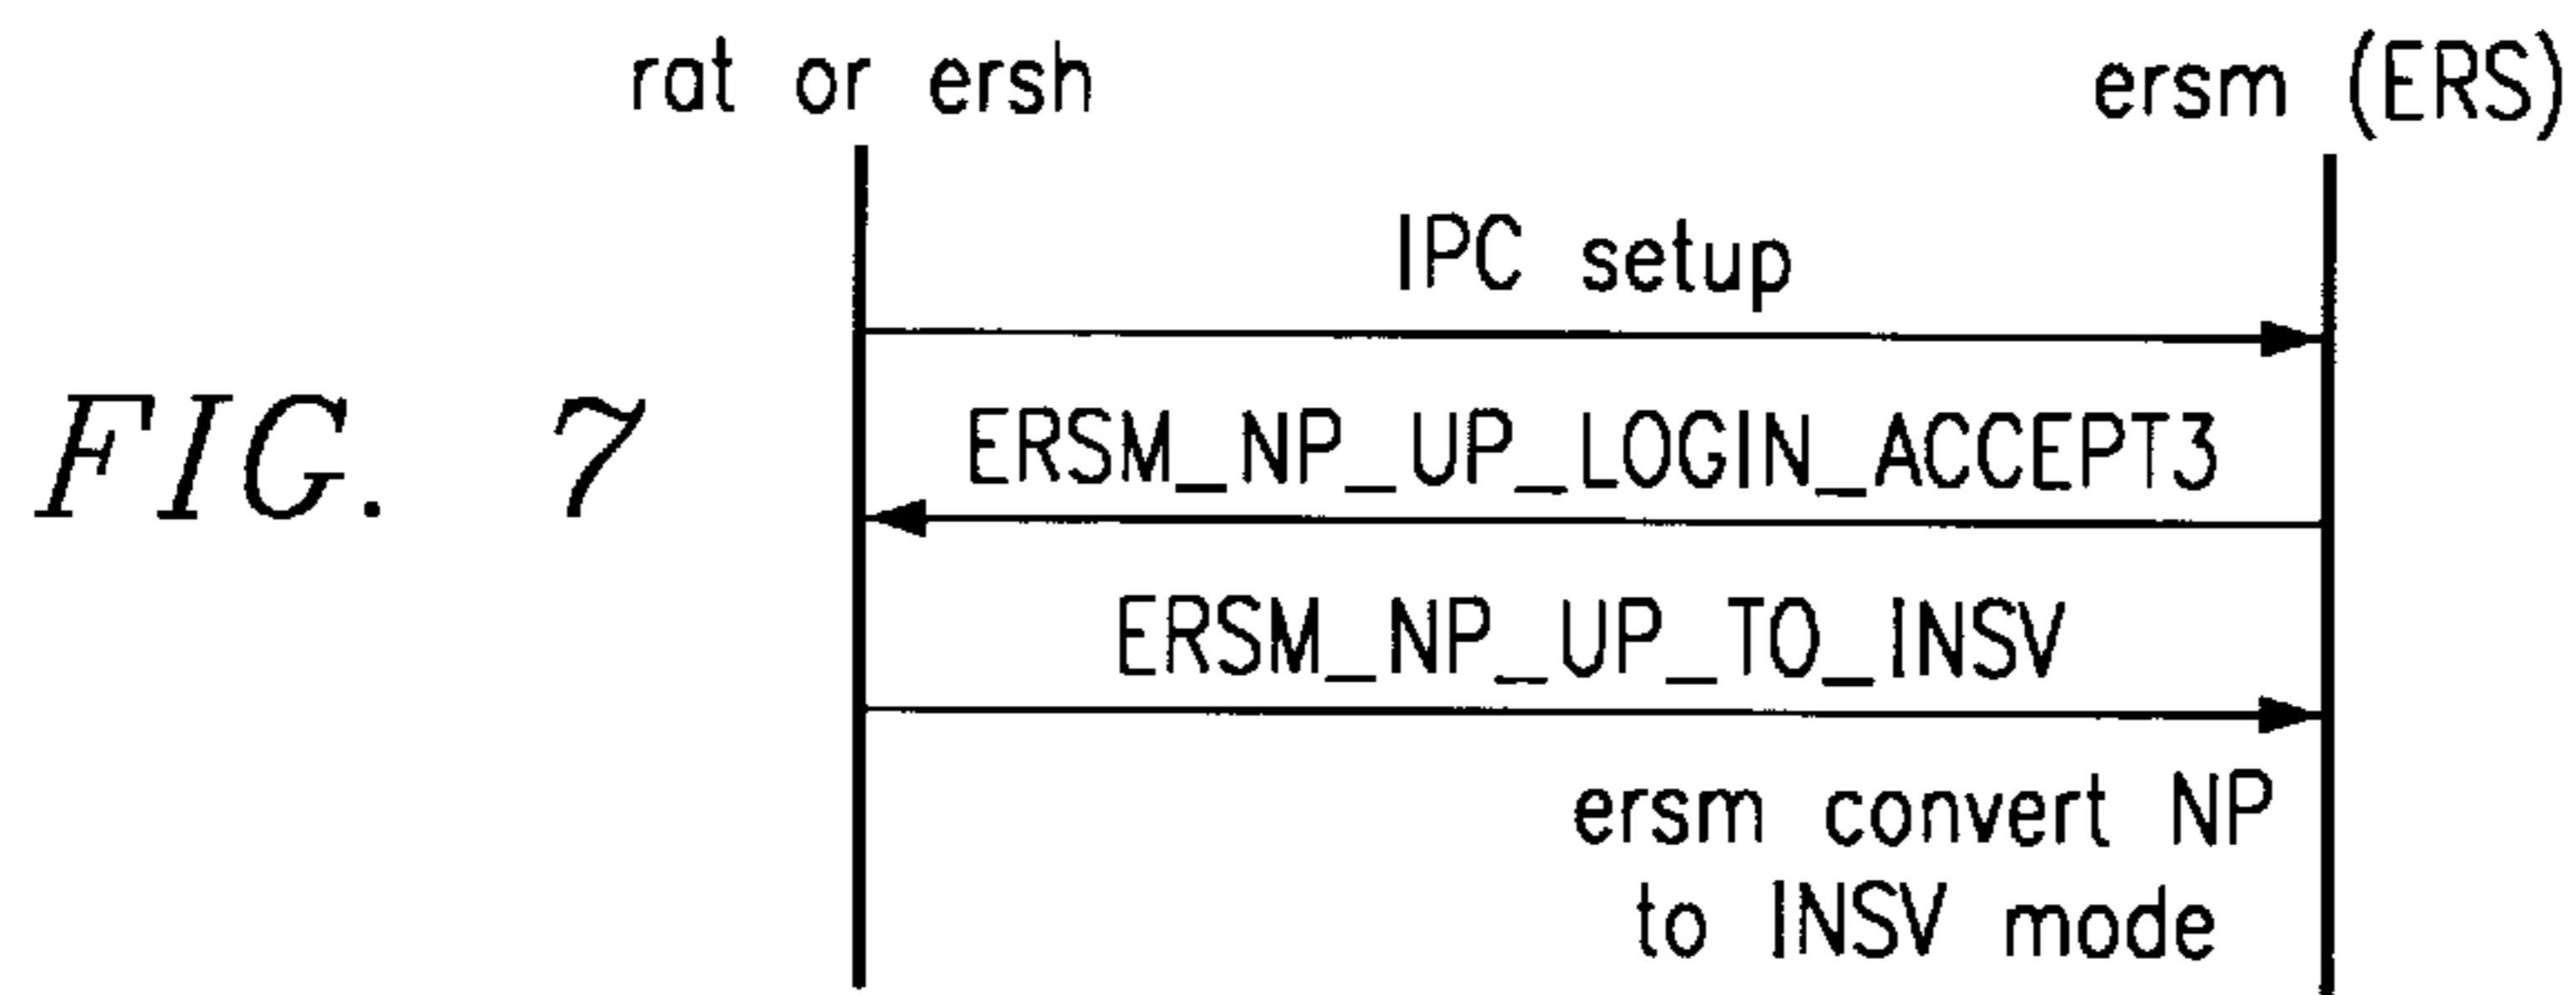 rat or ersh
ersm (ERS)
IPC setup
ERSM_NP_UP_LOGIN_ACCEPT3
FIG. 7
ERSM_NP_UP_TO_INSV
ersm convert NP
to INSV mode